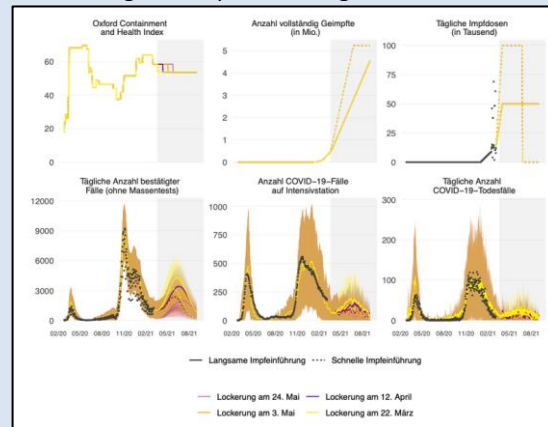 Oxford Containment
and Health Index
Anzahl vollständig Geimpfte
(in Mio.)
Tägliche Impfdosen
(in Tausend)
60
40
20
0
5
4
3
2
1
0
100
75
50
25
0
Tägliche Anzahl bestätigter
Fälle (ohne Massentests)
Anzahl COVID−19−Fälle
auf Intensivstation
Tägliche Anzahl
COVID−19−Todesfälle
12000
9000
6000
3000
0
1000
750
500
250
0
300
200
100
0
02/20 05/20 08/20 11/20 02/21 05/21 08/21
02/20 05/20 08/20 11/20 02/21 05/21 08/21
02/20 05/20 08/20 11/20 02/21 05/21 08/21
Langsame Impfeinführung
Schnelle Impfeinführung
Lockerung am 24. Mai
Lockerung am 12. April
Lockerung am 3. Mai
Lockerung am 22. März